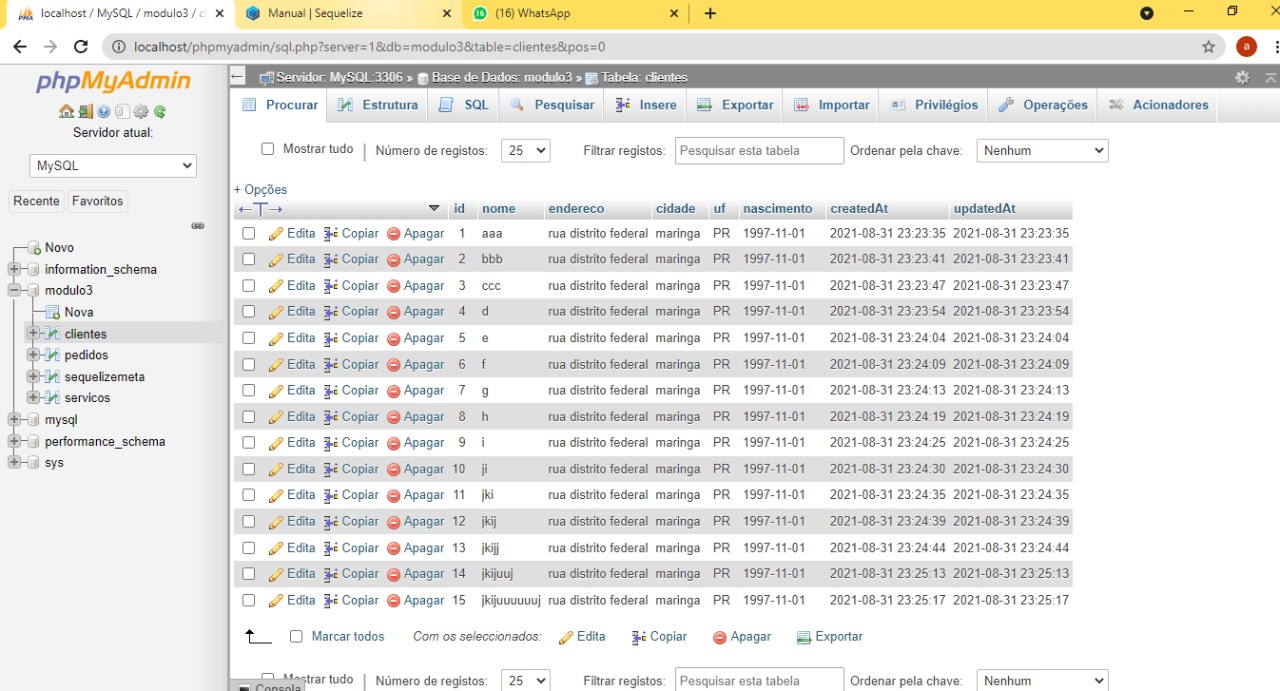 localhost / MySQL / modulo3 / cl
Manual | Sequelize
(16) WhatsApp
localhost/phpmyadmin/sql.php?server=1&db=modulo3&table=clientes&pos=0
a
phpMyAdmin
Servidor atual:
MySQL
Recente Favoritos
Novo
information_schema
modulo3
Nova
clientes
pedidos
sequelizemeta
servicos
mysql
performance_schema
sys
Servidor: MySQL:3306 » Base de Dados: modulo3 » Tabela: clientes
Procurar Estrutura SQL Pesquisar Insere Exportar Importar Privilégios Operações Acionadores
Mostrar tudo | Número de registos: 25 Filtrar registos: Pesquisar esta tabela Ordenar pela chave: Nenhum
+ Opções
←T→ id nome endereco cidade uf nascimento createdAt updatedAt
Edita Copiar Apagar 1 aaa rua distrito federal maringa PR 1997-11-01 2021-08-31 23:23:35 2021-08-31 23:23:35
Edita Copiar Apagar 2 bbb rua distrito federal maringa PR 1997-11-01 2021-08-31 23:23:41 2021-08-31 23:23:41
Edita Copiar Apagar 3 ccc rua distrito federal maringa PR 1997-11-01 2021-08-31 23:23:47 2021-08-31 23:23:47
Edita Copiar Apagar 4 d rua distrito federal maringa PR 1997-11-01 2021-08-31 23:23:54 2021-08-31 23:23:54
Edita Copiar Apagar 5 e rua distrito federal maringa PR 1997-11-01 2021-08-31 23:24:04 2021-08-31 23:24:04
Edita Copiar Apagar 6 f rua distrito federal maringa PR 1997-11-01 2021-08-31 23:24:09 2021-08-31 23:24:09
Edita Copiar Apagar 7 g rua distrito federal maringa PR 1997-11-01 2021-08-31 23:24:13 2021-08-31 23:24:13
Edita Copiar Apagar 8 h rua distrito federal maringa PR 1997-11-01 2021-08-31 23:24:19 2021-08-31 23:24:19
Edita Copiar Apagar 9 i rua distrito federal maringa PR 1997-11-01 2021-08-31 23:24:25 2021-08-31 23:24:25
Edita Copiar Apagar 10 ji rua distrito federal maringa PR 1997-11-01 2021-08-31 23:24:30 2021-08-31 23:24:30
Edita Copiar Apagar 11 jki rua distrito federal maringa PR 1997-11-01 2021-08-31 23:24:35 2021-08-31 23:24:35
Edita Copiar Apagar 12 jkij rua distrito federal maringa PR 1997-11-01 2021-08-31 23:24:39 2021-08-31 23:24:39
Edita Copiar Apagar 13 jkijj rua distrito federal maringa PR 1997-11-01 2021-08-31 23:24:44 2021-08-31 23:24:44
Edita Copiar Apagar 14 jkijuuj rua distrito federal maringa PR 1997-11-01 2021-08-31 23:25:13 2021-08-31 23:25:13
Edita Copiar Apagar 15 jkijuuuuuuj rua distrito federal maringa PR 1997-11-01 2021-08-31 23:25:17 2021-08-31 23:25:17
Marcar todos Com os seleccionados: Edita Copiar Apagar Exportar
Mostrar tudo | Número de registos: 25 Filtrar registos: Pesquisar esta tabela Ordenar pela chave: Nenhum
Consola